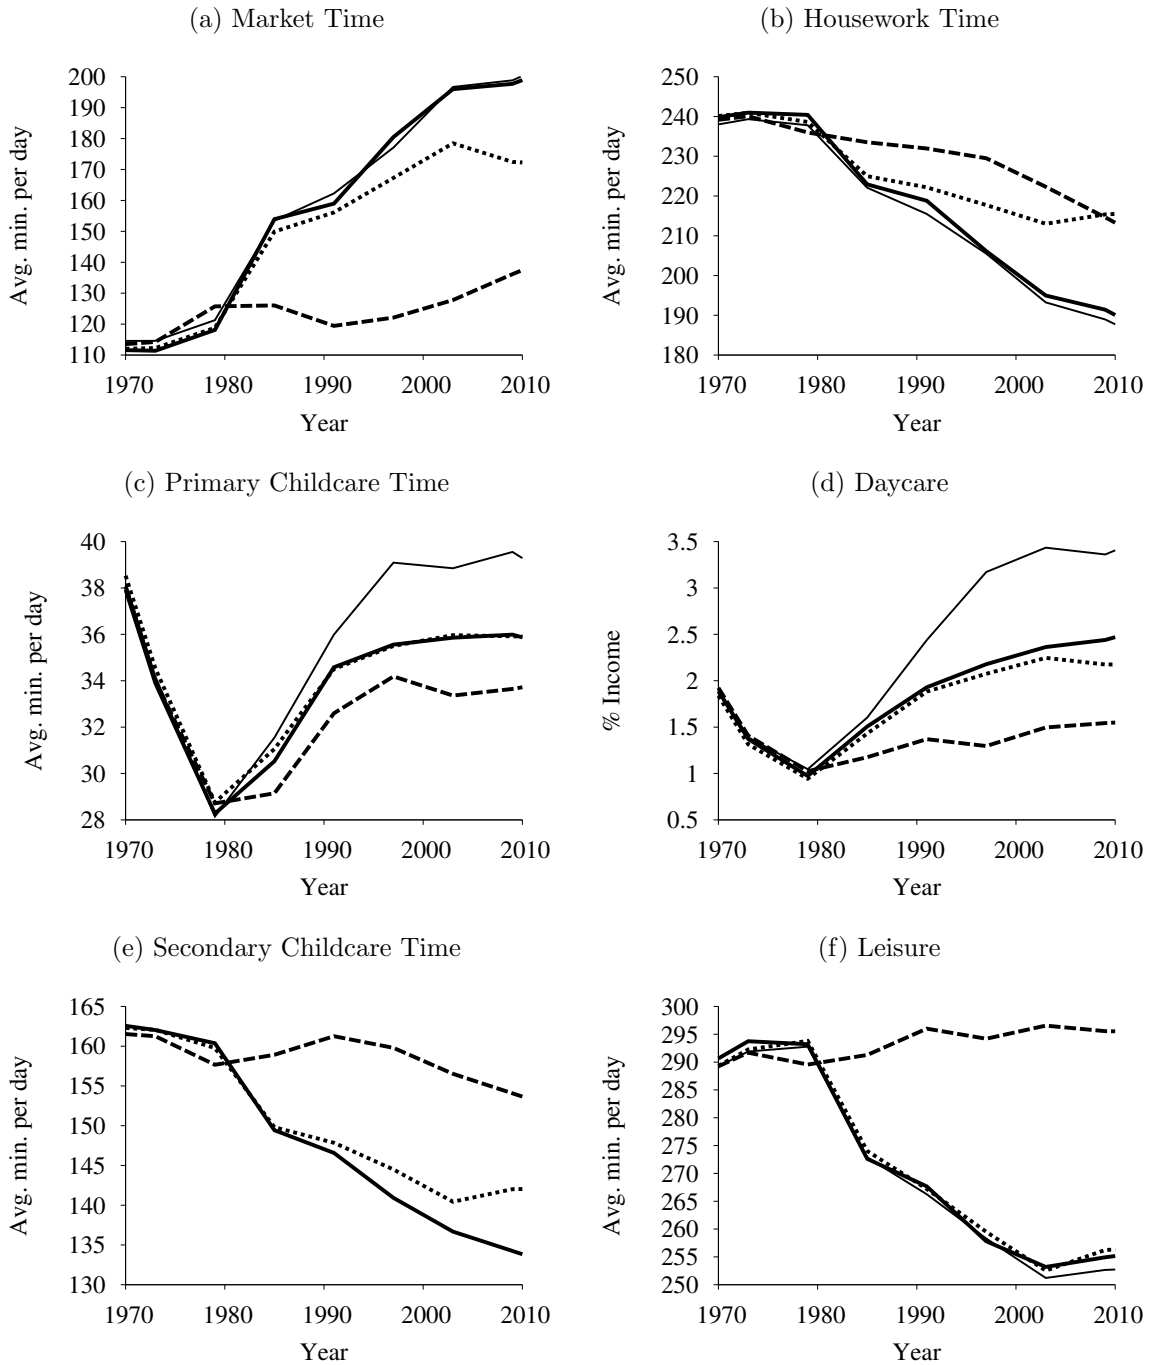 (a) Market Time
Avg. min. per day
200
190
180
170
160
150
140
130
120
110
1970 1980 1990 2000 2010
Year
(b) Housework Time
Avg. min. per day
250
240
230
220
210
200
190
180
1970 1980 1990 2000 2010
Year
(c) Primary Childcare Time
Avg. min. per day
40
38
36
34
32
30
28
1970 1980 1990 2000 2010
Year
(d) Daycare
% Income
3.5
3
2.5
2
1.5
1
0.5
1970 1980 1990 2000 2010
Year
(e) Secondary Childcare Time
Avg. min. per day
165
160
155
150
145
140
135
130
1970 1980 1990 2000 2010
Year
(f) Leisure
Avg. min. per day
300
295
290
285
280
275
270
265
260
255
250
1970 1980 1990 2000 2010
Year